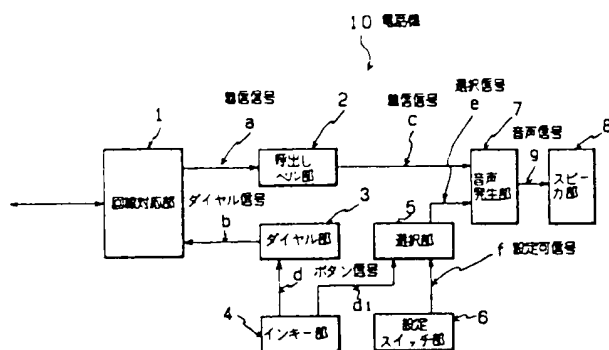 10 電話機
選択信号
着信信号 着信信号 e 7
1 a 2 c 音声信号 8
呼出し
ベル部
g
回線対応部
音声
発生部
スピー
カ部
ダイヤル信号
b 3 5
ダイヤル部 選択部
d ボタン信号 f 設定可信号
4 d1 6
インキー部
設定
スイッチ部